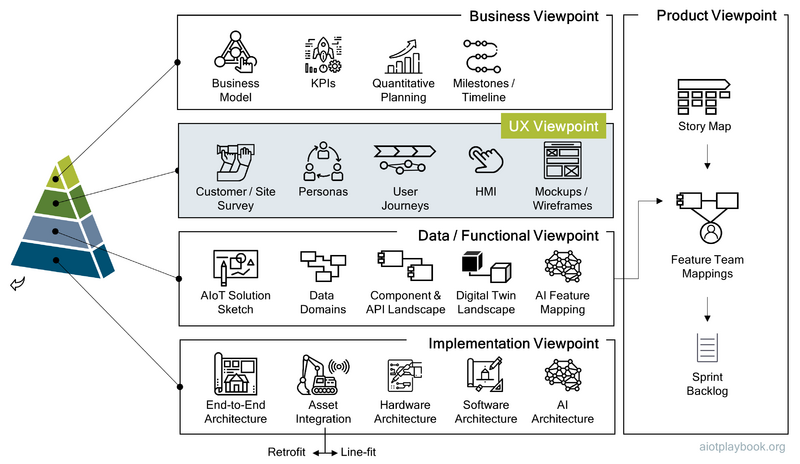 Business Viewpoint
Business
Model
KPIs
Quantitative
Planning
Milestones /
Timeline
UX Viewpoint
Customer / Site
Survey
Personas
User
Journeys
HMI
Mockups /
Wireframes
Data / Functional Viewpoint
AIoT Solution
Sketch
Data
Domains
Component &
API Landscape
Digital Twin
Landscape
AI Feature
Mapping
Implementation Viewpoint
End-to-End
Architecture
Asset
Integration
Hardware
Architecture
Software
Architecture
AI
Architecture
Retrofit
Line-fit
Product Viewpoint
Story Map
Feature Team
Mappings
Sprint
Backlog
aiotplaybook.org